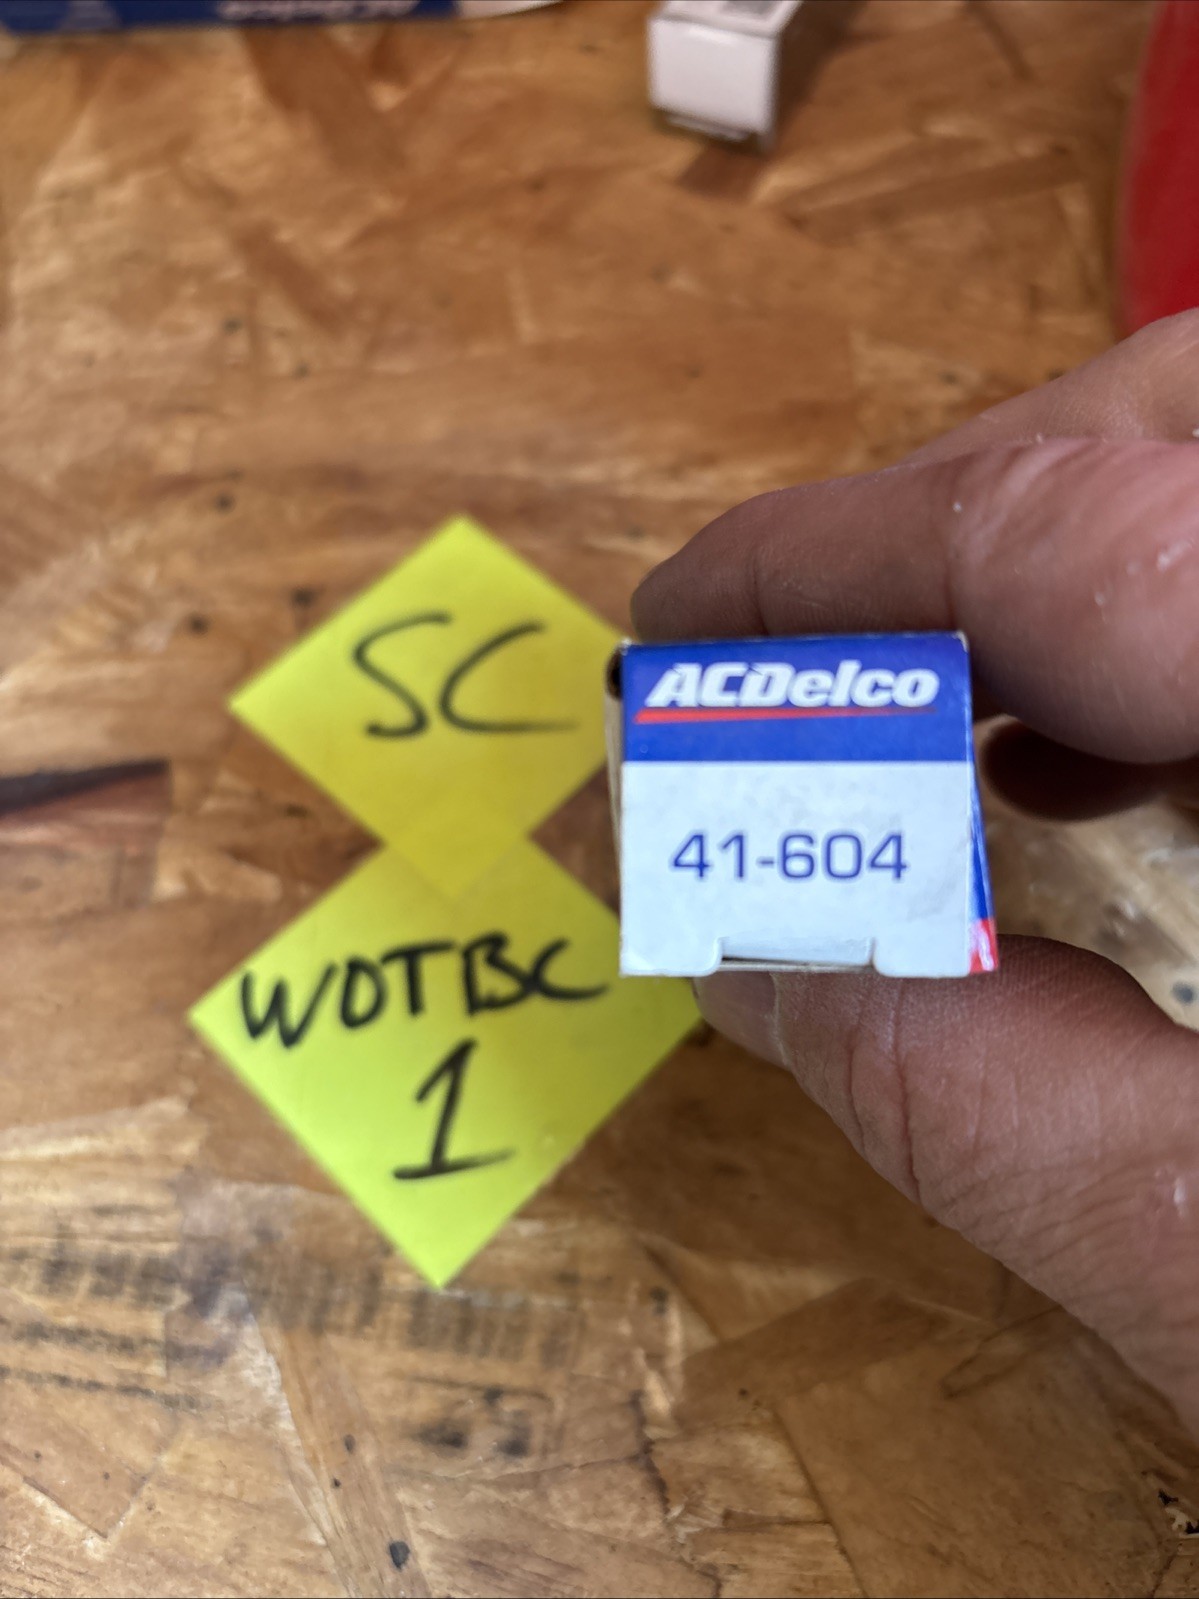 SC
WOTBC
1
ACDelco
41-604